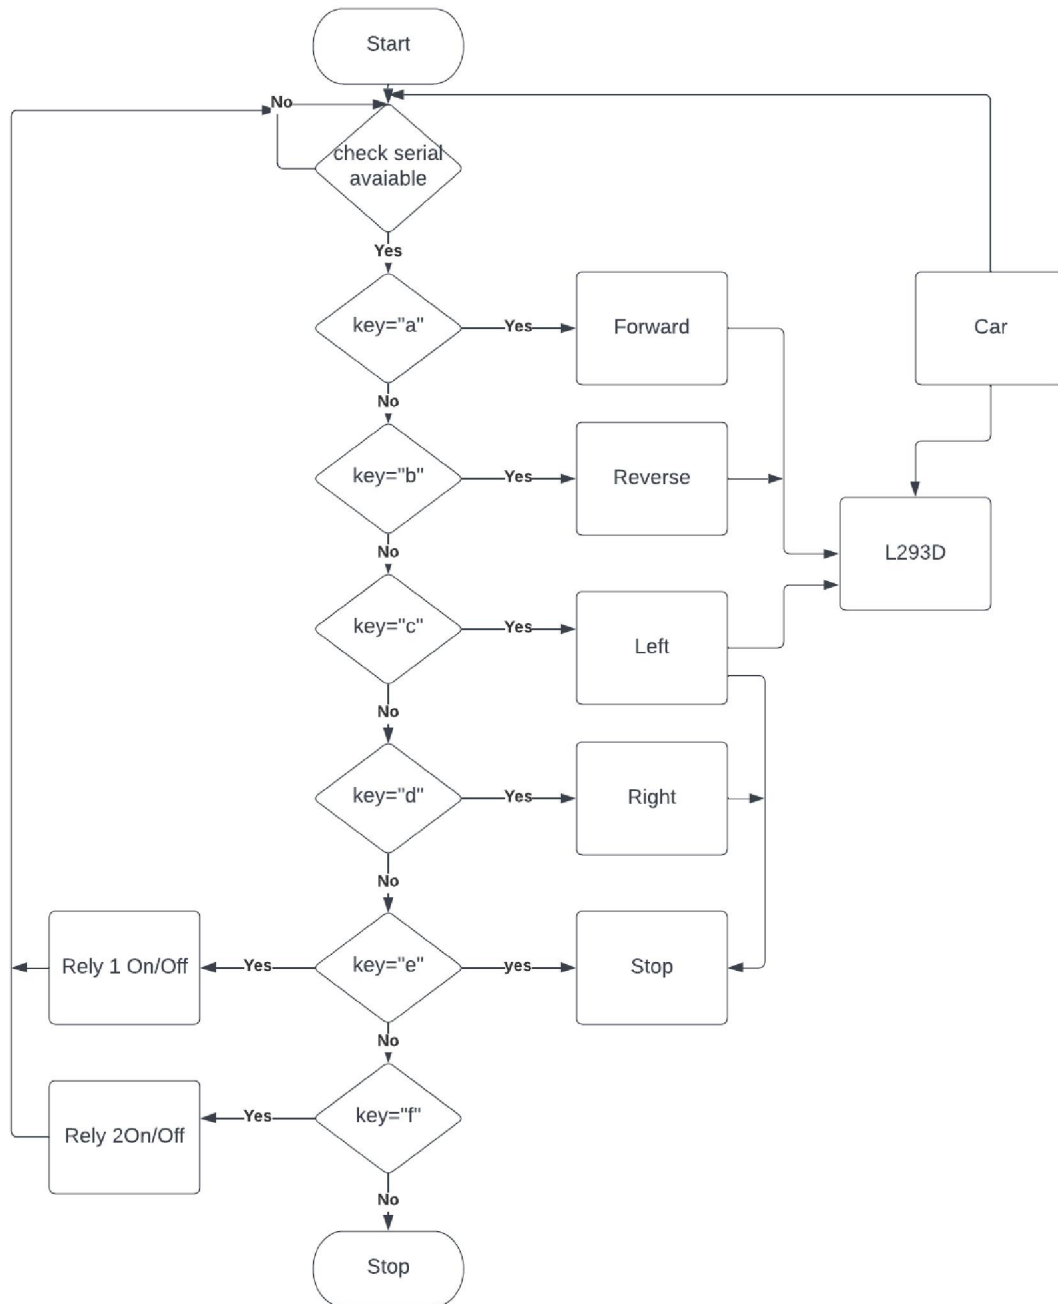 Start
No
check serial
avaiable
Yes
key="a"
Yes
Forward
Car
No
key="b"
Yes
Reverse
No
L293D
key="c"
Yes
Left
No
key="d"
Yes
Right
No
Rely 1 On/Off
Yes
key="e"
yes
Stop
No
Rely 2On/Off
Yes
key="f"
No
Stop